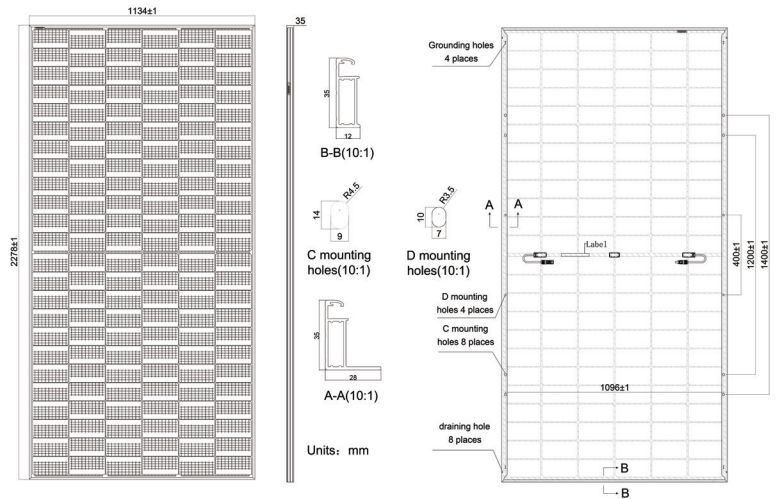 1134±1
2278±1
35
35
12
B-B(10:1)
R4.5
14
9
C mounting
holes(10:1)
R3.5
10
7
D mounting
holes(10:1)
35
28
A-A(10:1)
Units: mm
Grounding holes
4 places
A
A
Label
D mounting
holes 4 places
C mounting
holes 8 places
1096±1
400±1
1200±1
1400±1
draining hole
8 places
B
B